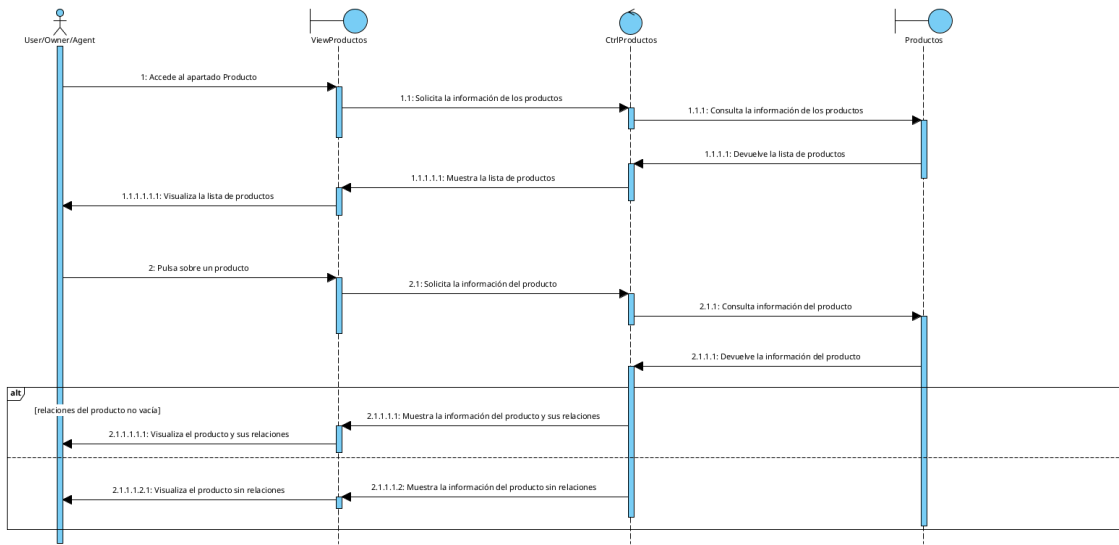 User/Owner/Agent
ViewProductos
CtrlProductos
Productos
1: Accede al apartado Producto
1.1: Solicita la información de los productos
1.1.1: Consulta la información de los productos
1.1.1.1: Devuelve la lista de productos
1.1.1.1.1: Muestra la lista de productos
1.1.1.1.1.1: Visualiza la lista de productos
2: Pulsa sobre un producto
2.1: Solicita la información del producto
2.1.1: Consulta información del producto
2.1.1.1: Devuelve la información del producto
alt
[relaciones del producto no vacía]
2.1.1.1.1: Muestra la información del producto y sus relaciones
2.1.1.1.1.1: Visualiza el producto y sus relaciones
2.1.1.1.2: Muestra la información del producto sin relaciones
2.1.1.1.2.1: Visualiza el producto sin relaciones